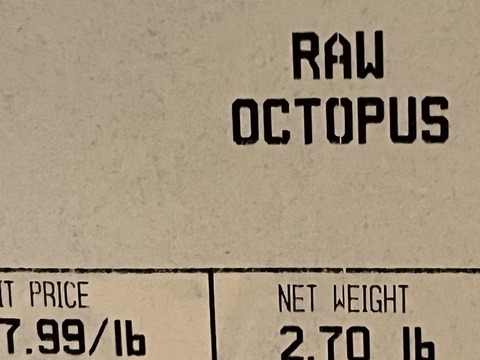 RAW
OCTOPUS
IT PRICE
NET WEIGHT
7.99/lb
2.70 lb